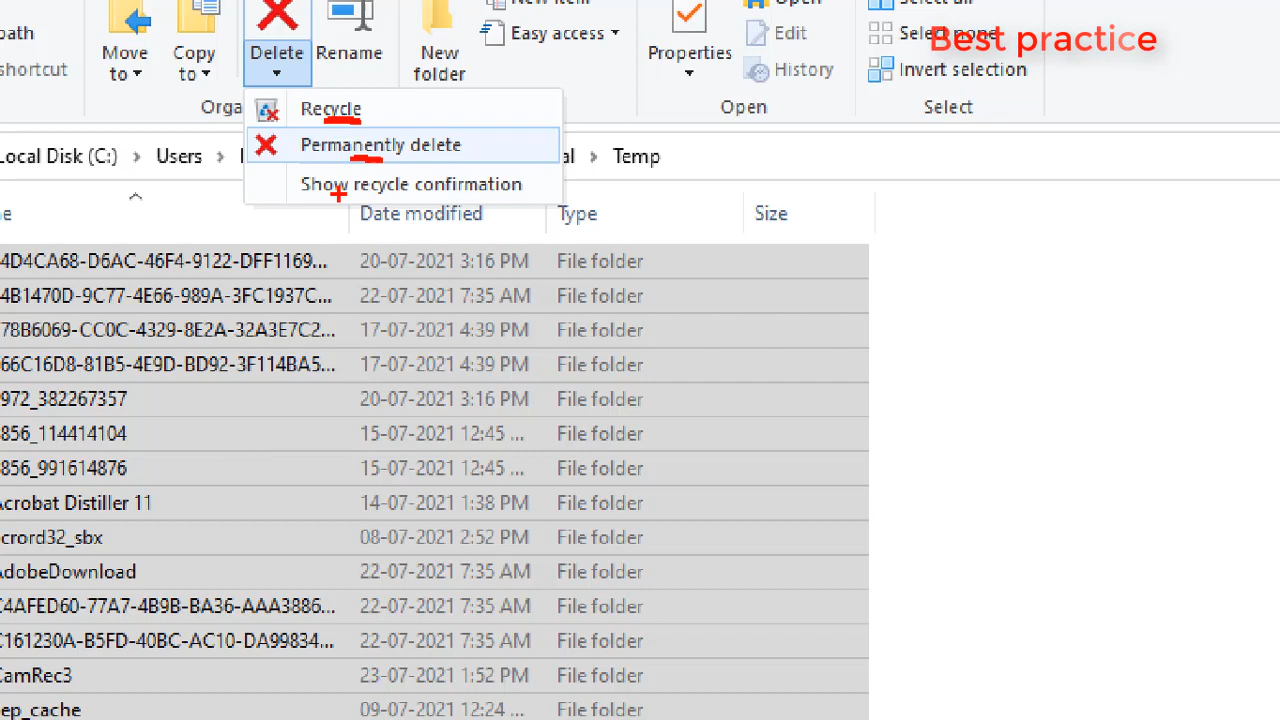 path
shortcut
Move
to
Copy
to
Delete
Rename
New
folder
New item
Easy access
Properties
Open
Edit
History
Select all
Select none
Invert selection
Best practice
Orga
Open
Select
Recycle
Permanently delete
Show recycle confirmation
Local Disk (C:) > Users > al > Temp
e Date modified Type Size
4D4CA68-D6AC-46F4-9122-DFF1169... 20-07-2021 3:16 PM File folder
4B1470D-9C77-4E66-989A-3FC1937C... 22-07-2021 7:35 AM File folder
78B6069-CC0C-4329-8E2A-32A3E7C2... 17-07-2021 4:39 PM File folder
66C16D8-81B5-4E9D-BD92-3F114BA5... 17-07-2021 4:39 PM File folder
972_382267357 20-07-2021 3:16 PM File folder
856_114414104 15-07-2021 12:45 ... File folder
856_991614876 15-07-2021 12:45 ... File folder
Acrobat Distiller 11 14-07-2021 1:38 PM File folder
crord32_sbx 08-07-2021 2:52 PM File folder
AdobeDownload 22-07-2021 7:35 AM File folder
C4AFED60-77A7-4B9B-BA36-AAA3886... 22-07-2021 7:35 AM File folder
C161230A-B5FD-40BC-AC10-DA99834... 22-07-2021 7:35 AM File folder
CamRec3 23-07-2021 1:52 PM File folder
ep_cache 09-07-2021 12:24 ... File folder